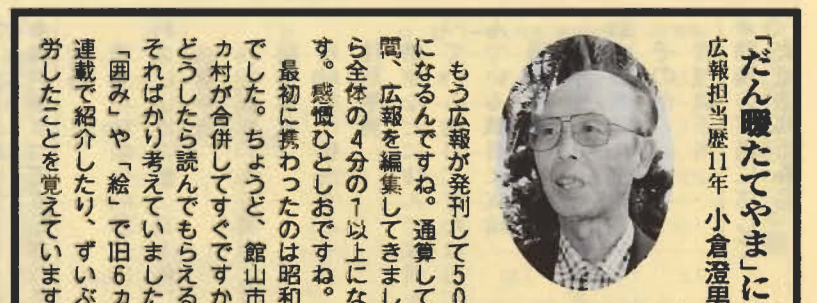 「だん暖たてやま」に
広報担当歴11年 小倉澄男
もう広報が発刊して50
になるんですね。通算して
間、広報を編集してきまし
ら全体の4分の1以上にな
す。感慨ひとしおですね。
最初に携わったのは昭和
でした。ちょうど、館山市
カ村が合併してすぐですか
どうしたら読んでもらえる
そればかり考えていました
「囲み」や「絵」で旧6カ
連載で紹介したり、ずいぶ
労したことを覚えています